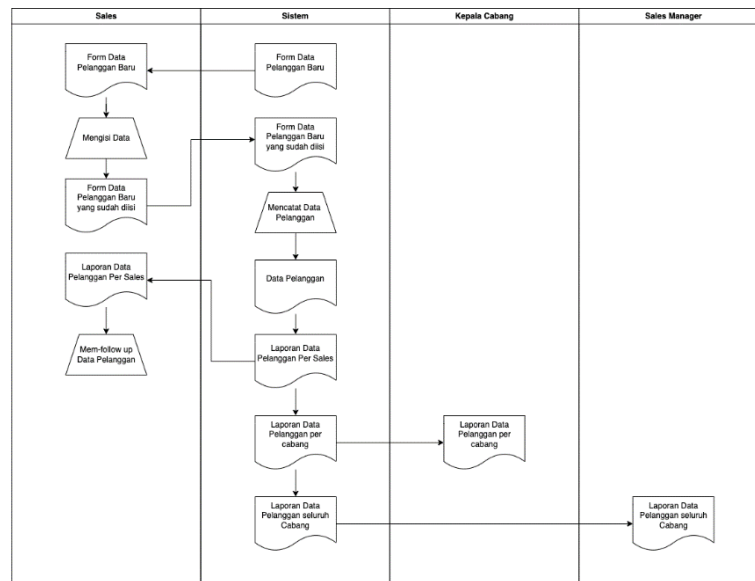 Sales
Sistem
Kepala Cabang
Sales Manager
Form Data
Pelanggan Baru
Form Data
Pelanggan Baru
Mengisi Data
Form Data
Pelanggan Baru
yang sudah diisi
Form Data
Pelanggan Baru
yang sudah diisi
Mencatat Data
Pelanggan
Laporan Data
Pelanggan Per Sales
Data Pelanggan
Mem-follow up
Data Pelanggan
Laporan Data
Pelanggan Per Sales
Laporan Data
Pelanggan per
cabang
Laporan Data
Pelanggan per
cabang
Laporan Data
Pelanggan seluruh
Cabang
Laporan Data
Pelanggan seluruh
Cabang